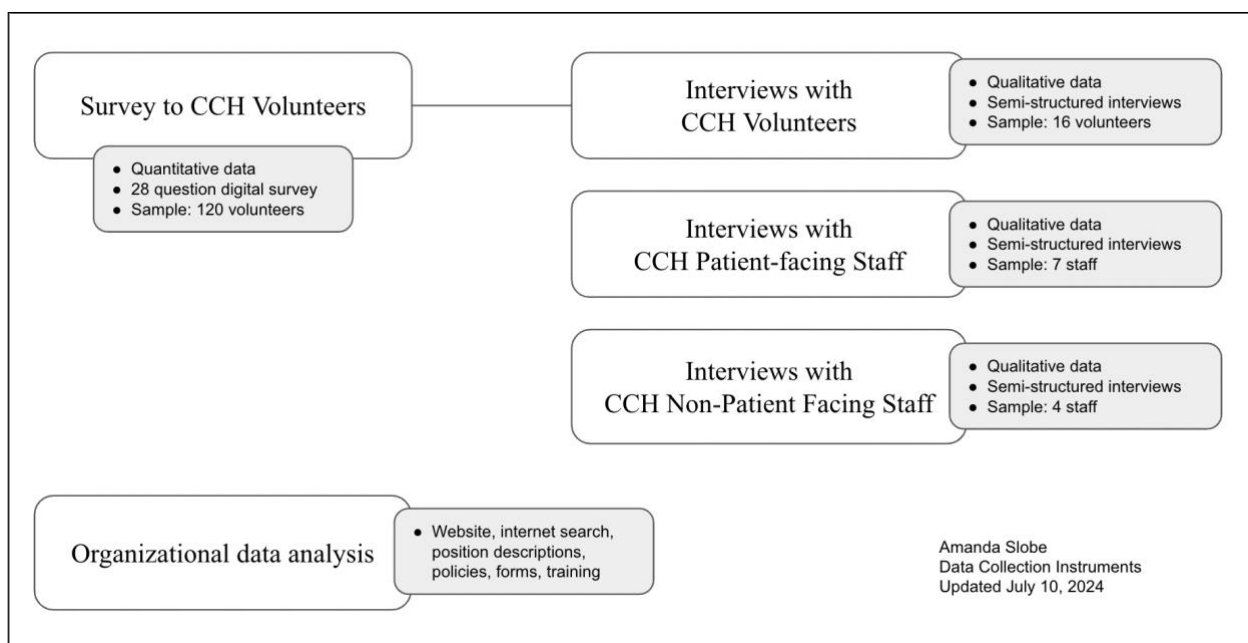 Survey to CCH Volunteers
● Quantitative data
● 28 question digital survey
● Sample: 120 volunteers
Interviews with
CCH Volunteers
● Qualitative data
● Semi-structured interviews
● Sample: 16 volunteers
Interviews with
CCH Patient-facing Staff
● Qualitative data
● Semi-structured interviews
● Sample: 7 staff
Interviews with
CCH Non-Patient Facing Staff
● Qualitative data
● Semi-structured interviews
● Sample: 4 staff
Organizational data analysis
● Website, internet search,
position descriptions,
policies, forms, training
Amanda Slobe
Data Collection Instruments
Updated July 10, 2024